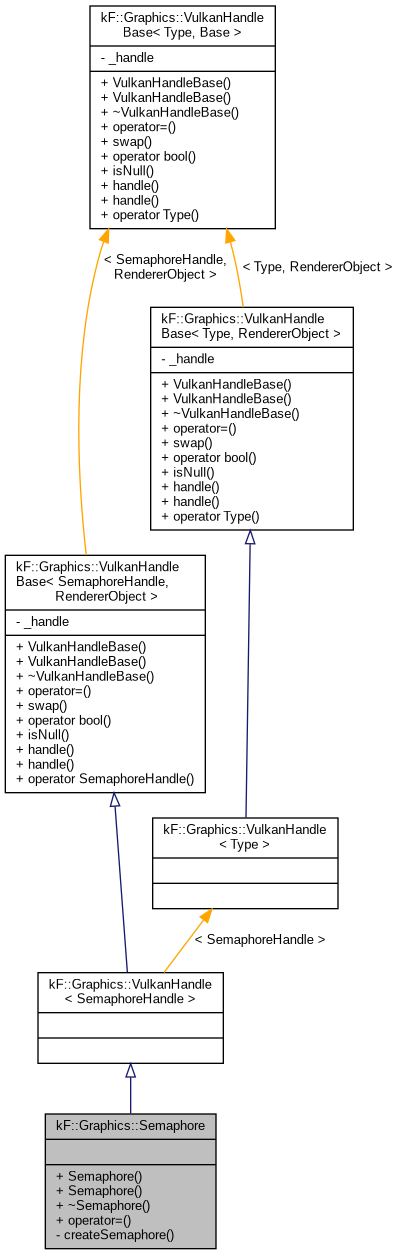 kF::Graphics::VulkanHandle
Base< Type, Base >
- _handle
+ VulkanHandleBase()
+ VulkanHandleBase()
+ ~VulkanHandleBase()
+ operator=()
+ swap()
+ operator bool()
+ isNull()
+ handle()
+ handle()
+ operator Type()
< SemaphoreHandle,
RendererObject >
< Type, RendererObject >
kF::Graphics::VulkanHandle
Base< Type, RendererObject >
- _handle
+ VulkanHandleBase()
+ VulkanHandleBase()
+ ~VulkanHandleBase()
+ operator=()
+ swap()
+ operator bool()
+ isNull()
+ handle()
+ handle()
+ operator Type()
kF::Graphics::VulkanHandle
Base< SemaphoreHandle,
RendererObject >
- _handle
+ VulkanHandleBase()
+ VulkanHandleBase()
+ ~VulkanHandleBase()
+ operator=()
+ swap()
+ operator bool()
+ isNull()
+ handle()
+ handle()
+ operator SemaphoreHandle()
kF::Graphics::VulkanHandle
< Type >
< SemaphoreHandle >
kF::Graphics::VulkanHandle
< SemaphoreHandle >
kF::Graphics::Semaphore
+ Semaphore()
+ Semaphore()
+ ~Semaphore()
+ operator=()
- createSemaphore()